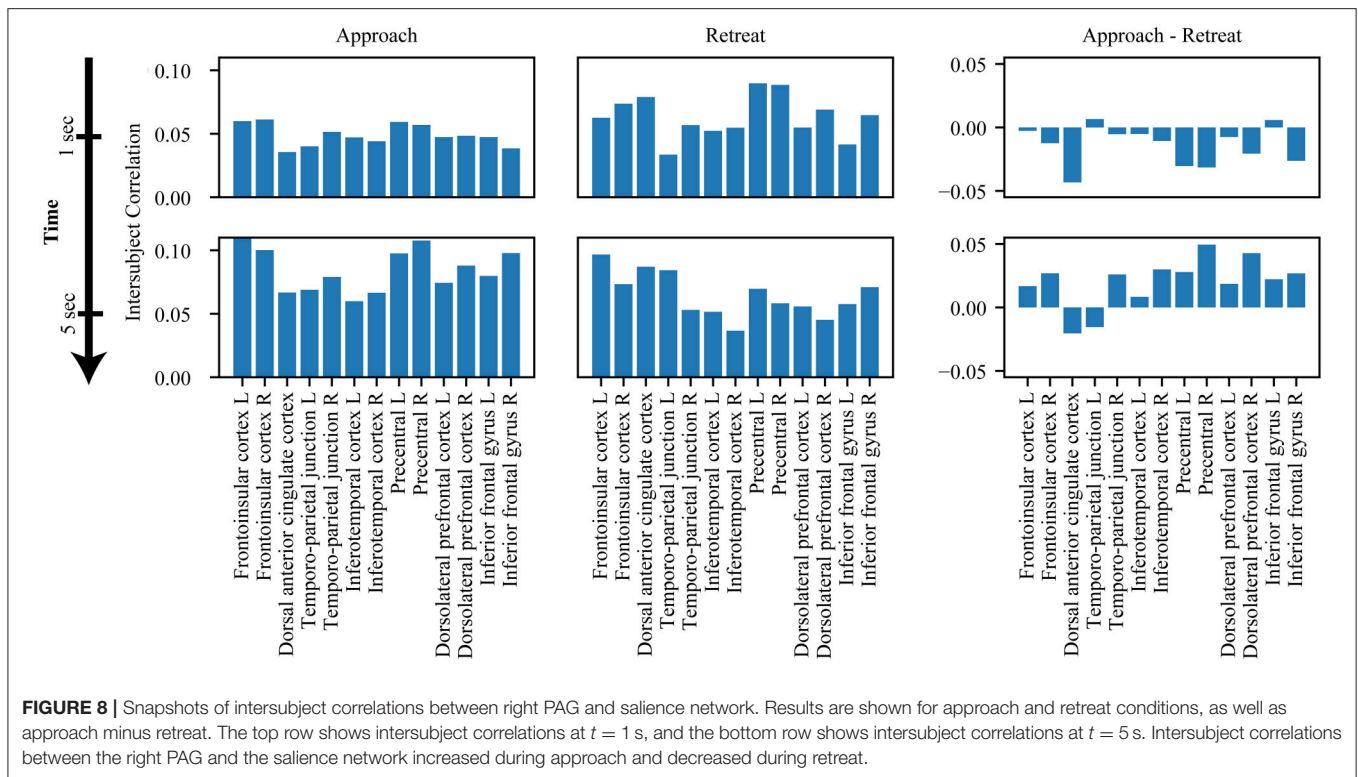 Approach
Retreat
Approach - Retreat
Time
1 sec
5 sec
Intersubject Correlation
0.10
0.05
0.00
0.10
0.05
0.00
0.05
0.00
−0.05
0.05
0.00
−0.05
Frontoinsular cortex L
Frontoinsular cortex R
Dorsal anterior cingulate cortex
Temporo-parietal junction L
Temporo-parietal junction R
Inferotemporal cortex L
Inferotemporal cortex R
Precentral L
Precentral R
Dorsolateral prefrontal cortex L
Dorsolateral prefrontal cortex R
Inferior frontal gyrus L
Inferior frontal gyrus R
Frontoinsular cortex L
Frontoinsular cortex R
Dorsal anterior cingulate cortex
Temporo-parietal junction L
Temporo-parietal junction R
Inferotemporal cortex L
Inferotemporal cortex R
Precentral L
Precentral R
Dorsolateral prefrontal cortex L
Dorsolateral prefrontal cortex R
Inferior frontal gyrus L
Inferior frontal gyrus R
Frontoinsular cortex L
Frontoinsular cortex R
Dorsal anterior cingulate cortex
Temporo-parietal junction L
Temporo-parietal junction R
Inferotemporal cortex L
Inferotemporal cortex R
Precentral L
Precentral R
Dorsolateral prefrontal cortex L
Dorsolateral prefrontal cortex R
Inferior frontal gyrus L
Inferior frontal gyrus R
FIGURE 8 | Snapshots of intersubject correlations between right PAG and salience network. Results are shown for approach and retreat conditions, as well as
approach minus retreat. The top row shows intersubject correlations at t = 1 s, and the bottom row shows intersubject correlations at t = 5 s. Intersubject correlations
between the right PAG and the salience network increased during approach and decreased during retreat.